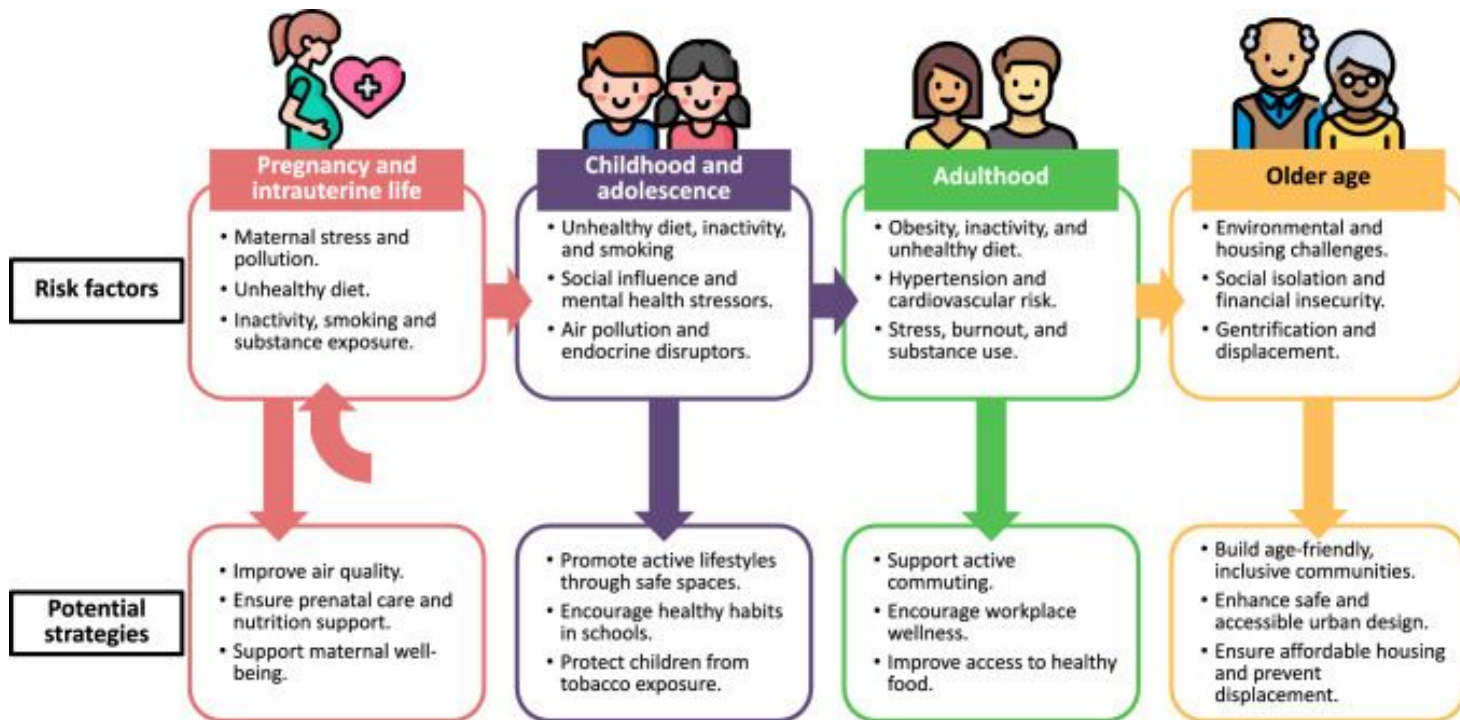 Pregnancy and
intrauterine life
Childhood and
adolescence
Adulthood
Older age
Risk factors
• Maternal stress and
pollution.
• Unhealthy diet.
• Inactivity, smoking and
substance exposure.
• Unhealthy diet, inactivity,
and smoking
• Social influence and
mental health stressors.
• Air pollution and
endocrine disruptors.
• Obesity, inactivity, and
unhealthy diet.
• Hypertension and
cardiovascular risk.
• Stress, burnout, and
substance use.
• Environmental and
housing challenges.
• Social isolation and
financial insecurity.
• Gentrification and
displacement.
Potential
strategies
• Improve air quality.
• Ensure prenatal care and
nutrition support.
• Support maternal well-
being.
• Promote active lifestyles
through safe spaces.
• Encourage healthy habits
in schools.
• Protect children from
tobacco exposure.
• Support active
commuting.
• Encourage workplace
wellness.
• Improve access to healthy
food.
• Build age-friendly,
inclusive communities.
• Enhance safe and
accessible urban design.
• Ensure affordable housing
and prevent
displacement.